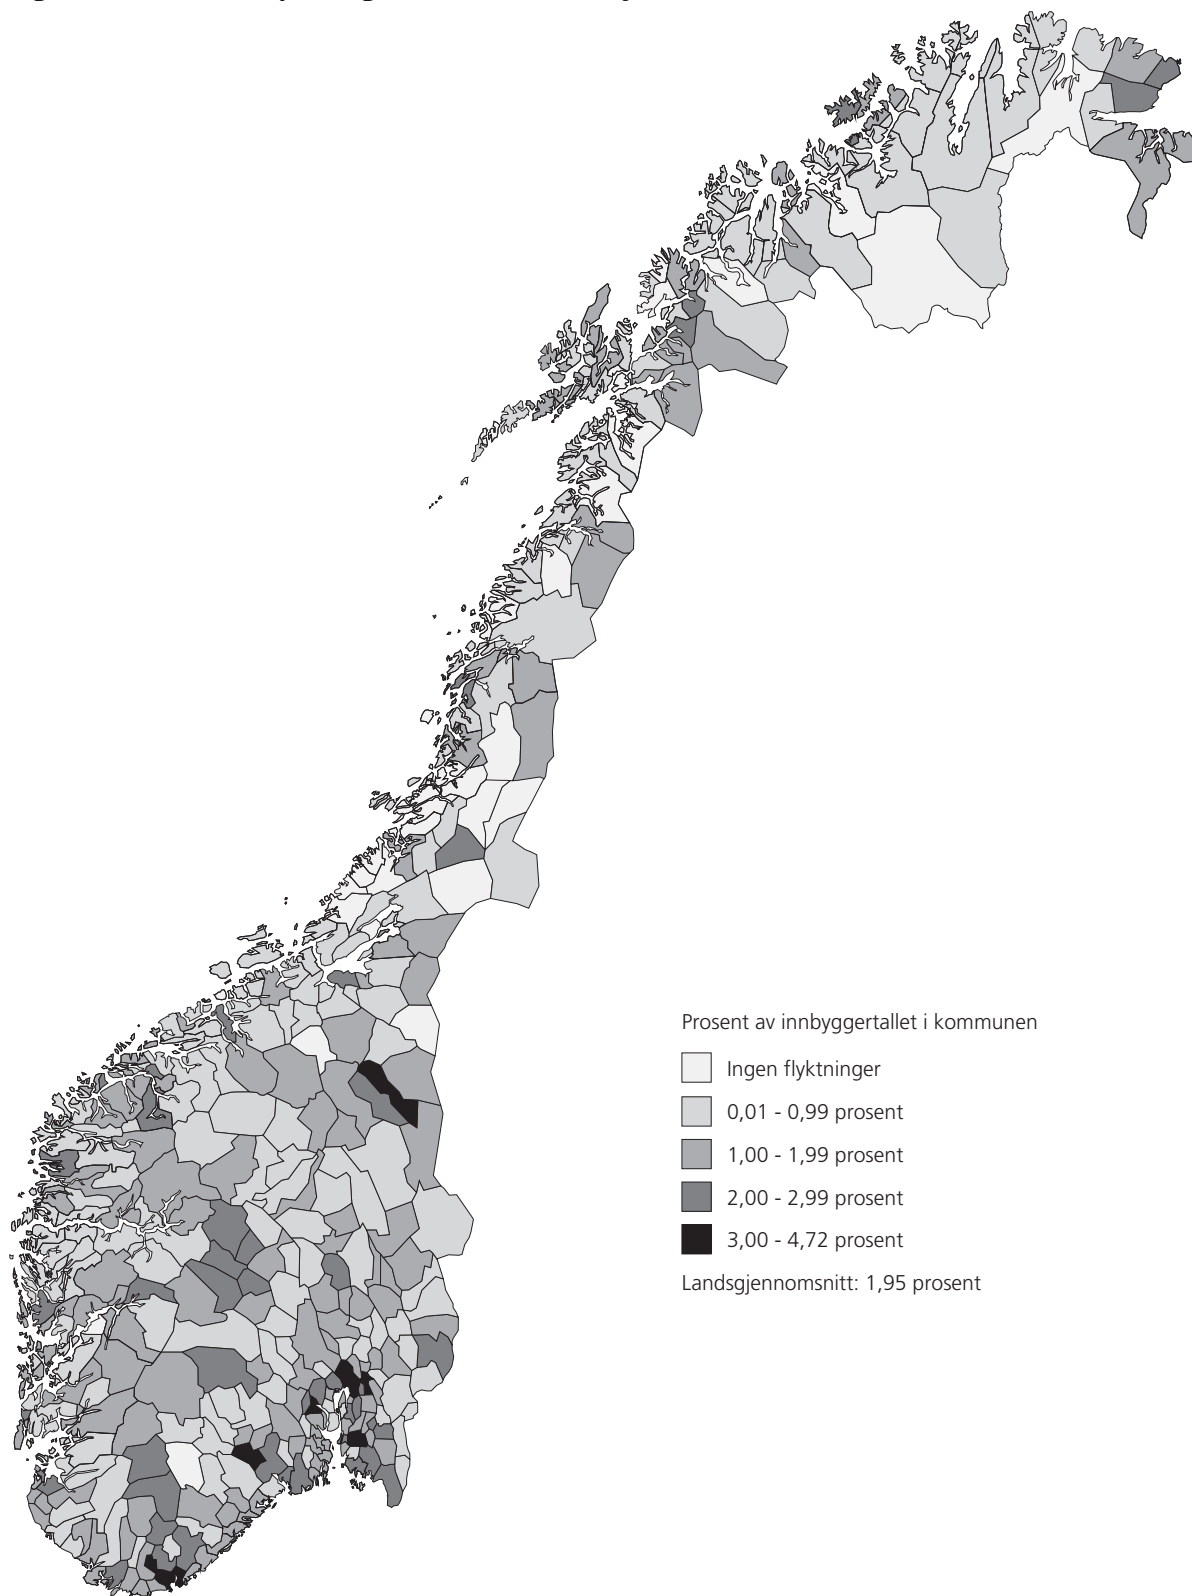 Prosent av innbyggertallet i kommunen
Ingen flyktninger
0,01 - 0,99 prosent
1,00 - 1,99 prosent
2,00 - 2,99 prosent
3,00 - 4,72 prosent
Landsgjennomsnitt: 1,95 prosent